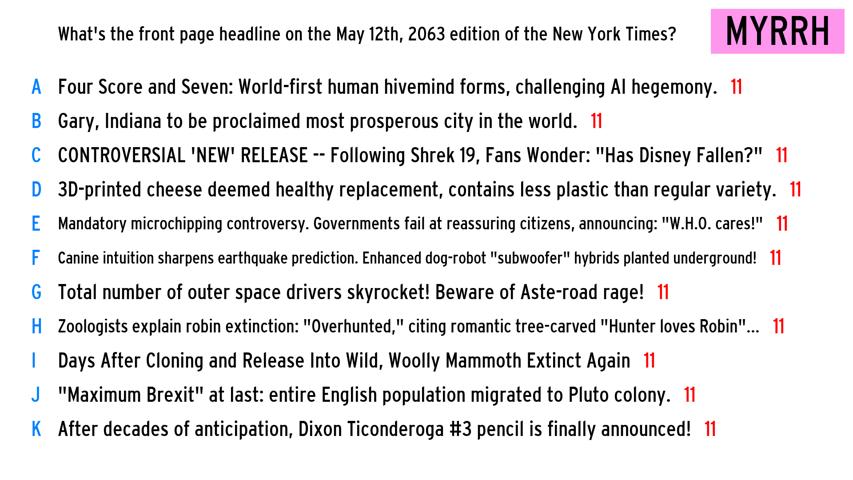 What's the front page headline on the May 12th, 2063 edition of the New York Times? MYRRH
A Four Score and Seven: World-first human hivemind forms, challenging AI hegemony. 11
B Gary, Indiana to be proclaimed most prosperous city in the world. 11
C CONTROVERSIAL 'NEW' RELEASE -- Following Shrek 19, Fans Wonder: "Has Disney Fallen?" 11
D 3D-printed cheese deemed healthy replacement, contains less plastic than regular variety. 11
E Mandatory microchipping controversy. Governments fail at reassuring citizens, announcing: "W.H.O. cares!" 11
F Canine intuition sharpens earthquake prediction. Enhanced dog-robot "subwoofer" hybrids planted underground! 11
G Total number of outer space drivers skyrocket! Beware of Aste-road rage! 11
H Zoologists explain robin extinction: "Overhunted," citing romantic tree-carved "Hunter loves Robin"... 11
I Days After Cloning and Release Into Wild, Woolly Mammoth Extinct Again 11
J "Maximum Brexit" at last: entire English population migrated to Pluto colony. 11
K After decades of anticipation, Dixon Ticonderoga #3 pencil is finally announced! 11